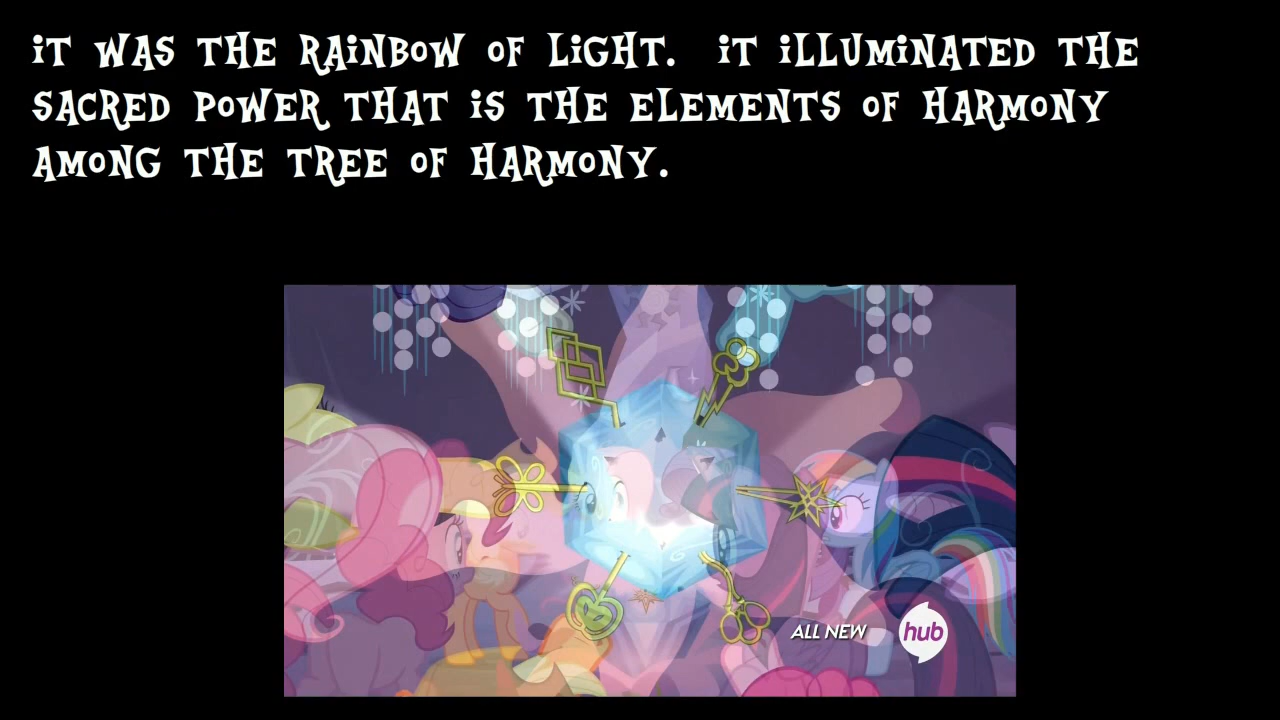 iT WAS THE RAiNBOW OF LiGHT.  iT iLLUMiNATED THE
SACRED POWER THAT iS THE ELEMENTS OF HARMONY
AMONG THE TREE OF HARMONY.
ALL NEW hub